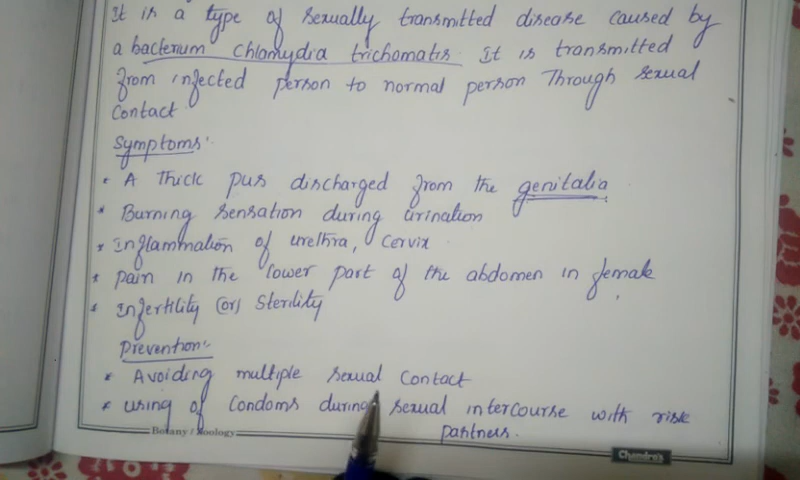 It is a type of sexually transmitted disease caused by
a bacterium Chlamydia trichomatis. It is transmitted
from infected person to normal person Through sexual
Contact
Symptoms:-
* A Thick pus discharged from the genitalia
* Burning sensation during urination
* Inflammation of urethra, Cervix
* pain in the lower part of the abdomen in female
* Infertility (or) Sterility
Prevention:-
* Avoiding multiple sexual Contact
* using of Condoms during sexual intercourse with risk
partners.
Botany / Zoology
Chandra's